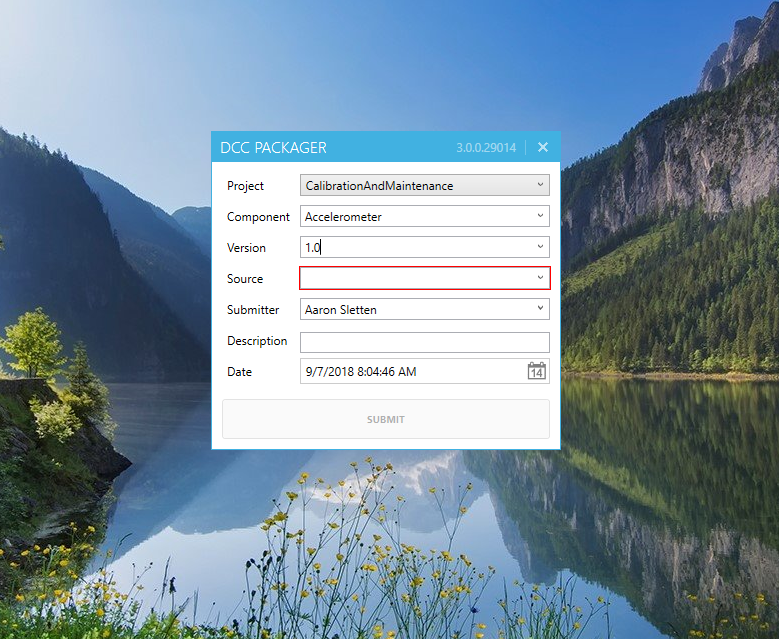 DCC PACKAGER 3.0.0.29014
Project CalibrationAndMaintenance
Component Accelerometer
Version 1.0
Source
Submitter Aaron Sletten
Description
Date 9/7/2018 8:04:46 AM 14
SUBMIT